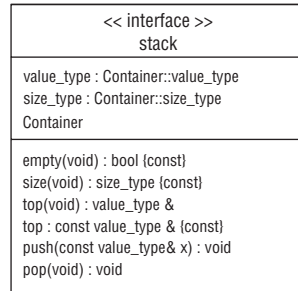 << interface >>
stack
value_type : Container::value_type
size_type : Container::size_type
Container
empty(void) : bool {const}
size(void) : size_type {const}
top(void) : value_type &
top : const value_type & {const}
push(const value_type& x) : void
pop(void) : void